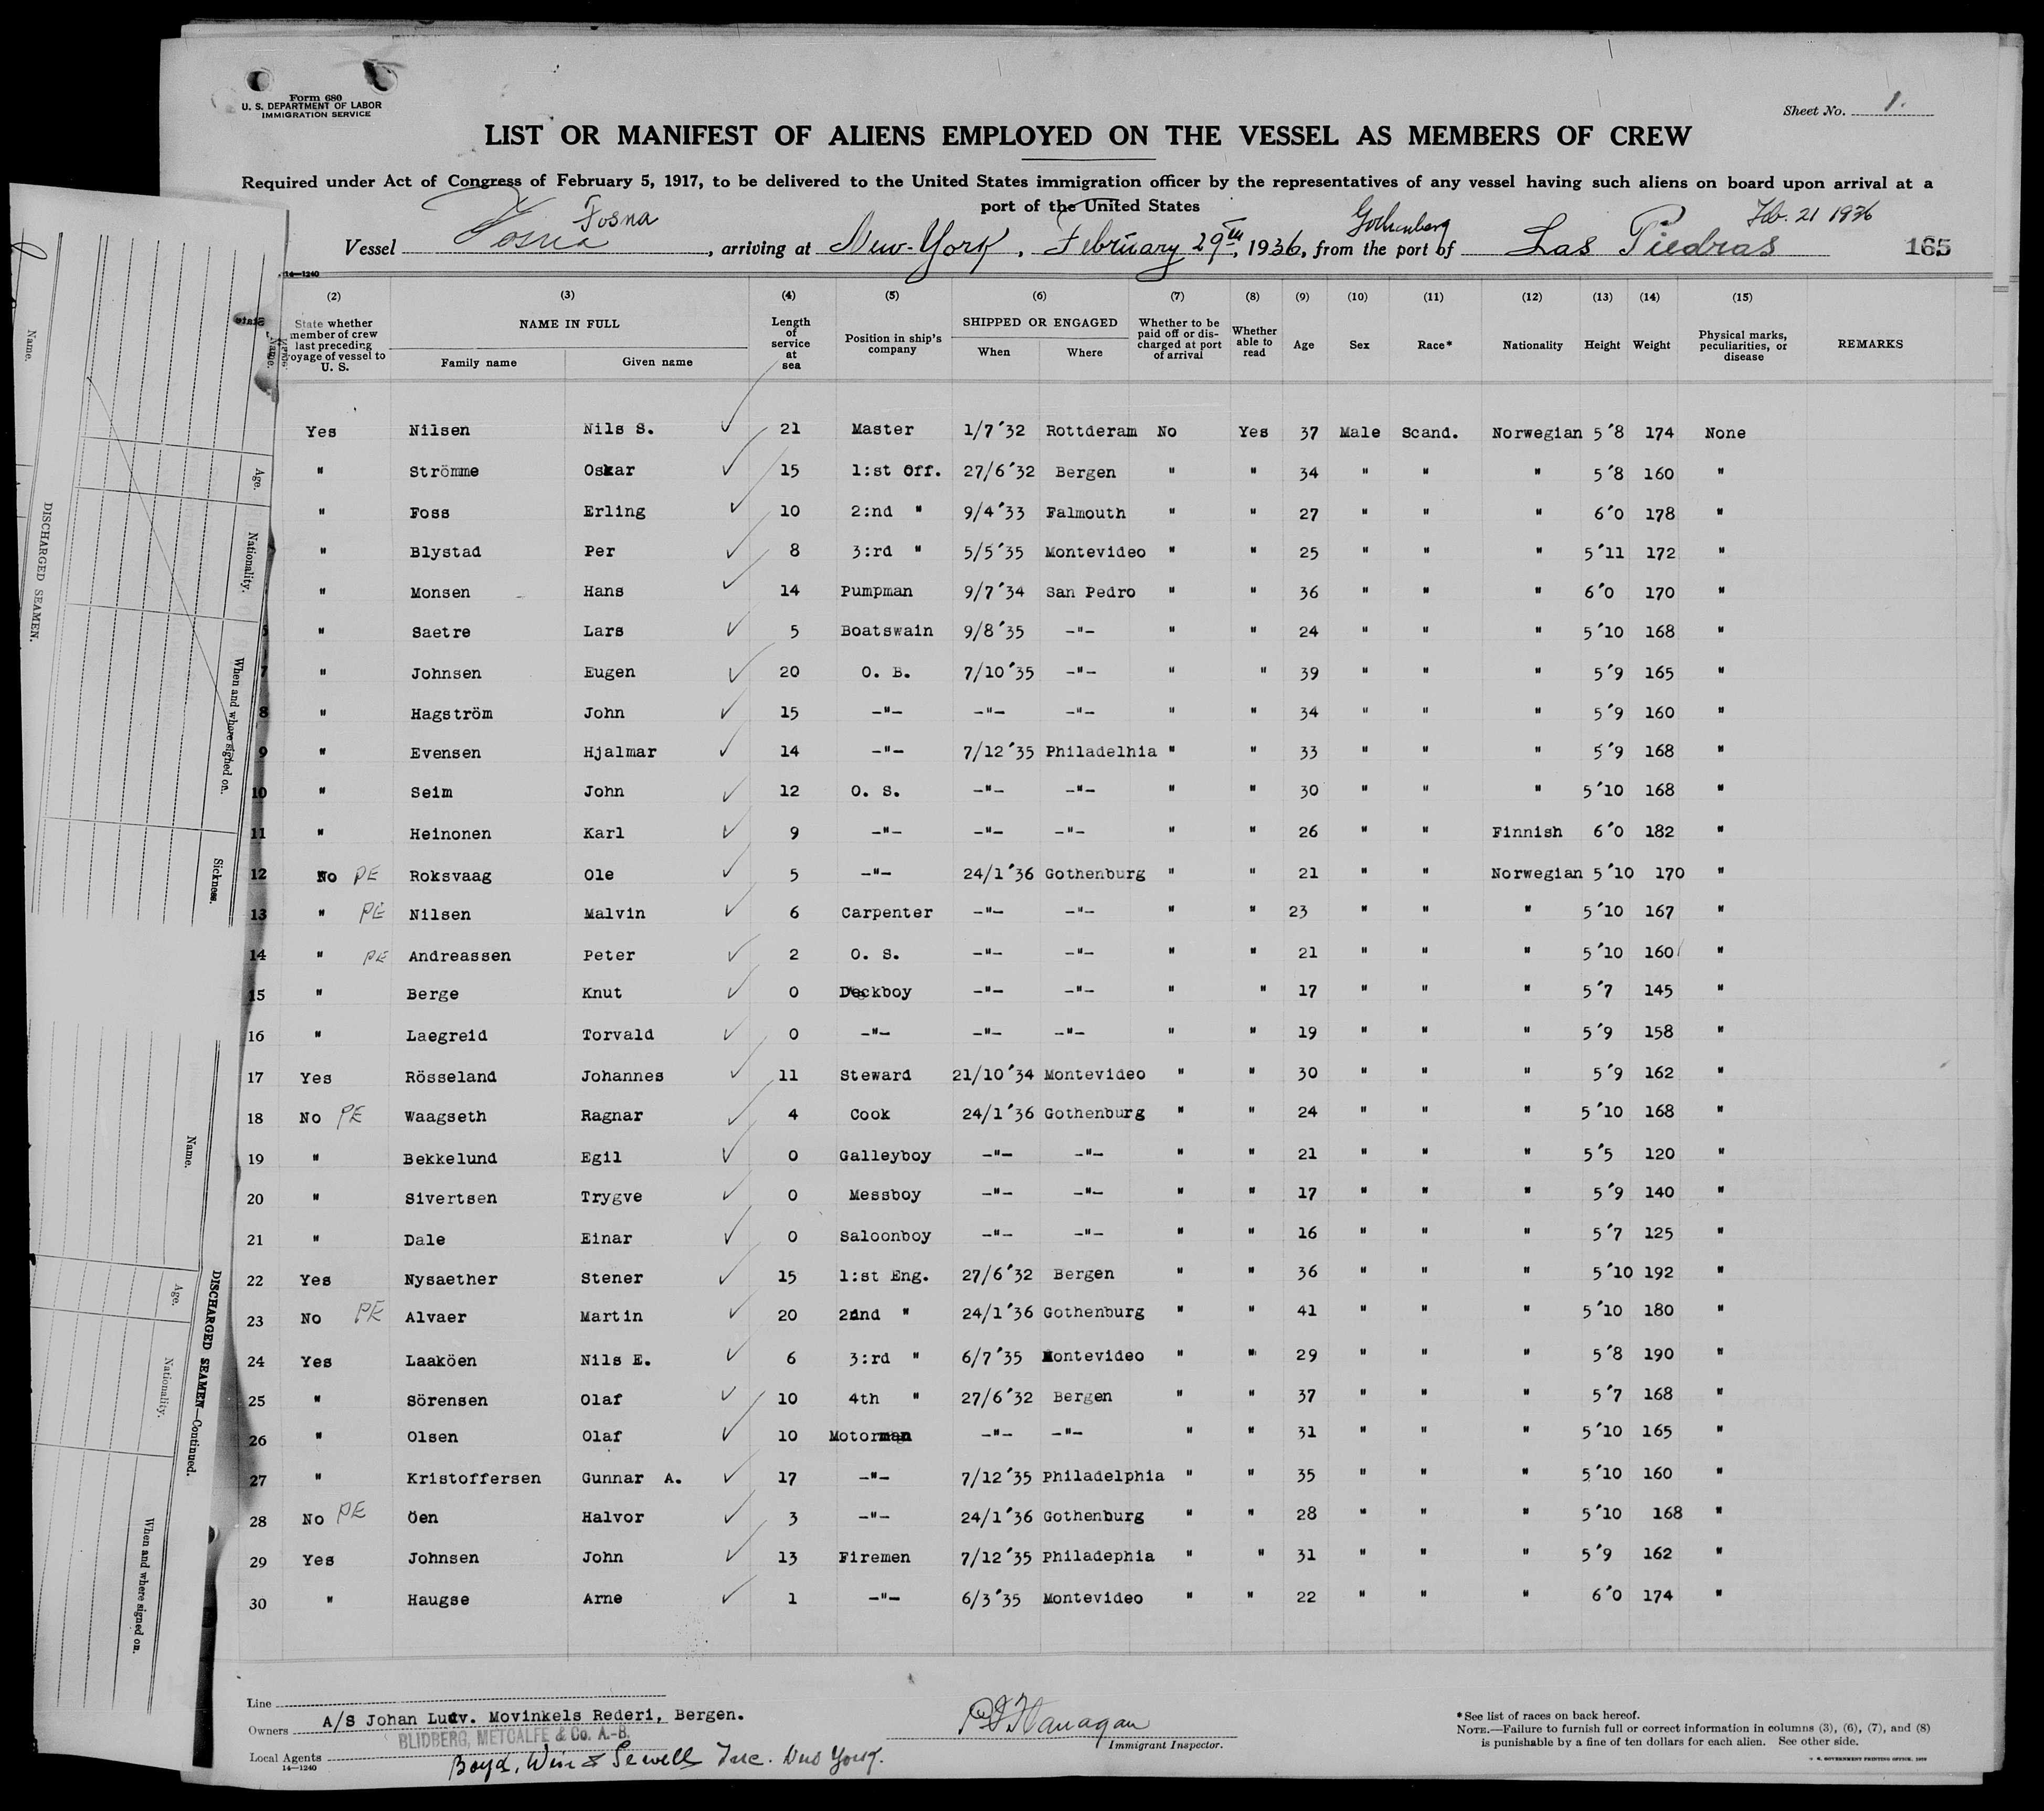 Form 680
U. S. DEPARTMENT OF LABOR
IMMIGRATION SERVICE
Sheet No. 1.
LIST OR MANIFEST OF ALIENS EMPLOYED ON THE VESSEL AS MEMBERS OF CREW
Required under Act of Congress of February 5, 1917, to be delivered to the United States immigration officer by the representatives of any vessel having such aliens on board upon arrival at a
port of the United States
Fosna Gothenberg Feb. 21 1936
Vessel Fosna, arriving at New-York, February 29th, 1936, from the port of Las Piedras 165
14—1240
(2) (3) (4) (5) (6) (7) (8) (9) (10) (11) (12) (13) (14) (15)
State whether member of crew last preceding voyage of vessel to U. S. NAME IN FULL Family name Given name Length of service at sea Position in ship's company SHIPPED OR ENGAGED When Where Whether to be paid off or discharged at port of arrival Whether able to read Age Sex Race* Nationality Height Weight Physical marks, peculiarities, or disease REMARKS
Yes Nilsen Nils S. 21 Master 1/7'32 Rottderam No Yes 37 Male Scand. Norwegian 5'8 174 None
" Strömme Oskar 15 1:st Off. 27/6'32 Bergen " " 34 " " " 5'8 160 "
" Foss Erling 10 2:nd " 9/4'33 Falmouth " " 27 " " " 6'0 178 "
" Blystad Per 8 3:rd " 5/5'35 Montevideo " " 25 " " " 5'11 172 "
" Monsen Hans 14 Pumpman 9/7'34 San Pedro " " 36 " " " 6'0 170 "
" Saetre Lars 5 Boatswain 9/8'35 -"- " " 24 " " " 5'10 168 "
7 " Johnsen Eugen 20 O. B. 7/10'35 -"- " " 39 " " " 5'9 165 "
8 " Hagström John 15 -"- -"- -"- " " 34 " " " 5'9 160 "
9 " Evensen Hjalmar 14 -"- 7/12'35 Philadelhia " " 33 " " " 5'9 168 "
10 " Seim John 12 O. S. -"- -"- " " 30 " " " 5'10 168 "
11 " Heinonen Karl 9 -"- -"- -"- " " 26 " " Finnish 6'0 182 "
12 No PE Roksvaag Ole 5 -"- 24/1'36 Gothenburg " " 21 " " Norwegian 5'10 170 "
13 " PE Nilsen Malvin 6 Carpenter -"- -"- " " 23 " " " 5'10 167 "
14 " PE Andreassen Peter 2 O. S. -"- -"- " " 21 " " " 5'10 160 "
15 " Berge Knut 0 Deckboy -"- -"- " " 17 " " " 5'7 145 "
16 " Laegreid Torvald 0 -"- -"- -"- " " 19 " " " 5'9 158 "
17 Yes Rösseland Johannes 11 Steward 21/10'34 Montevideo " " 30 " " " 5'9 162 "
18 No PE Waagseth Ragnar 4 Cook 24/1'36 Gothenburg " " 24 " " " 5'10 168 "
19 " Bekkelund Egil 0 Galleyboy -"- -"- " " 21 " " " 5'5 120 "
20 " Sivertsen Trygve 0 Messboy -"- -"- " " 17 " " " 5'9 140 "
21 " Dale Einar 0 Saloonboy -"- -"- " " 16 " " " 5'7 125 "
22 Yes Nysaether Stener 15 1:st Eng. 27/6'32 Bergen " " 36 " " " 5'10 192 "
23 No PE Alvaer Martin 20 2nd " 24/1'36 Gothenburg " " 41 " " " 5'10 180 "
24 Yes Laaköen Nils E. 6 3:rd " 6/7'35 Montevideo " " 29 " " " 5'8 190 "
25 " Sörensen Olaf 10 4th " 27/6'32 Bergen " " 37 " " " 5'7 168 "
26 " Olsen Olaf 10 Motorman -"- -"- " " 31 " " " 5'10 165 "
27 " Kristoffersen Gunnar A. 17 -"- 7/12'35 Philadelphia " " 35 " " " 5'10 160 "
28 No PE Öen Halvor 3 -"- 24/1'36 Gothenburg " " 28 " " " 5'10 168 "
29 Yes Johnsen John 13 Firemen 7/12'35 Philadephia " " 31 " " " 5'9 162 "
30 " Haugse Arne 1 -"- 6/3'35 Montevideo " " 22 " " " 6'0 174 "
Line
Owners A/S Johan Ludv. Movinkels Rederi, Bergen.
BLIDBERG, METCALFE & Co. A.-B.
Local Agents Boyd, Weir & Sewell Inc. New York.
14—1240
Flanagan
Immigrant Inspector.
*See list of races on back hereof.
NOTE.—Failure to furnish full or correct information in columns (3), (6), (7), and (8)
is punishable by a fine of ten dollars for each alien. See other side.
U. S. GOVERNMENT PRINTING OFFICE
DISCHARGED SEAMEN.
Name.
Age.
Nationality.
When and where signed on.
Sickness.
DISCHARGED SEAMEN—Continued.
Name.
Age.
Nationality.
When and where signed on.